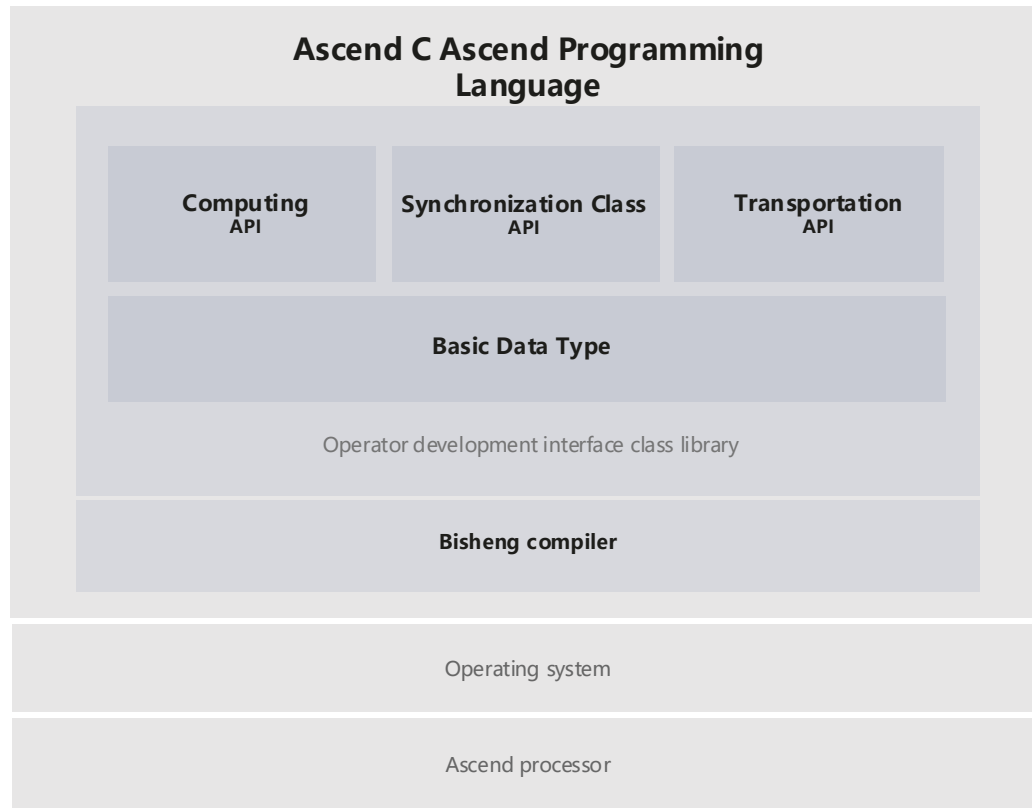 Ascend C Ascend Programming
Language
Computing
API
Synchronization Class
API
Transportation
API
Basic Data Type
Operator development interface class library
Bisheng compiler
Operating system
Ascend processor